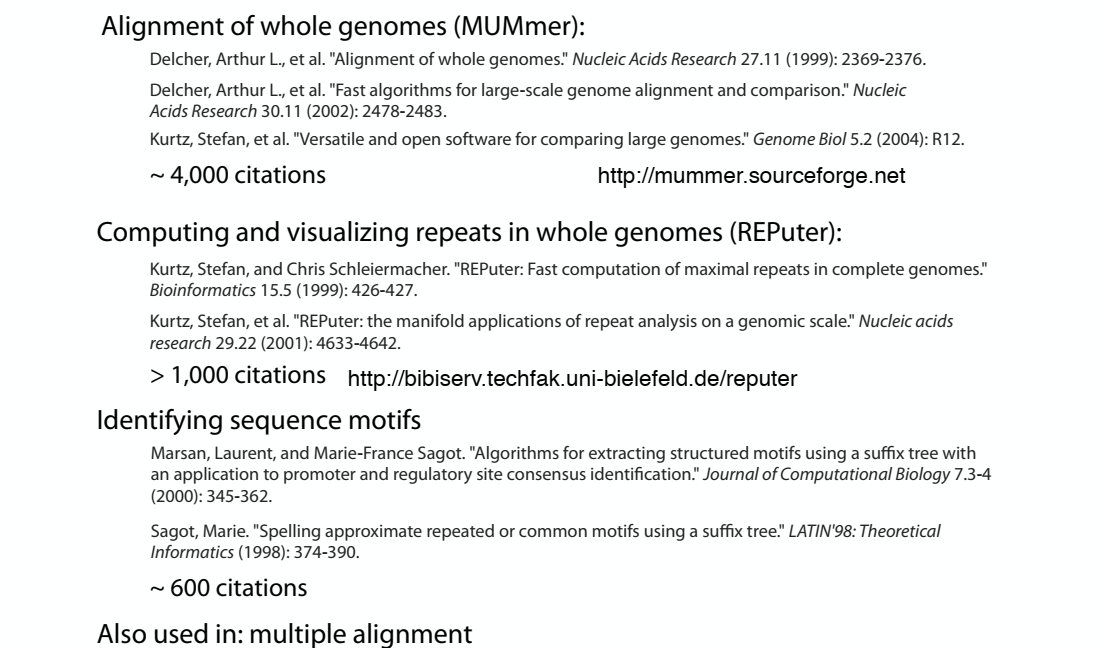 Alignment of whole genomes (MUMmer):
Delcher, Arthur L., et al. "Alignment of whole genomes." Nucleic Acids Research 27.11 (1999): 2369-2376.
Delcher, Arthur L., et al. "Fast algorithms for large-scale genome alignment and comparison." Nucleic
Acids Research 30.11 (2002): 2478-2483.
Kurtz, Stefan, et al. "Versatile and open software for comparing large genomes." Genome Biol 5.2 (2004): R12.
~ 4,000 citations http://mummer.sourceforge.net
Computing and visualizing repeats in whole genomes (REPuter):
Kurtz, Stefan, and Chris Schleiermacher. "REPuter: Fast computation of maximal repeats in complete genomes."
Bioinformatics 15.5 (1999): 426-427.
Kurtz, Stefan, et al. "REPuter: the manifold applications of repeat analysis on a genomic scale." Nucleic acids
research 29.22 (2001): 4633-4642.
> 1,000 citations http://bibiserv.techfak.uni-bielefeld.de/reputer
Identifying sequence motifs
Marsan, Laurent, and Marie-France Sagot. "Algorithms for extracting structured motifs using a suffix tree with
an application to promoter and regulatory site consensus identification." Journal of Computational Biology 7.3-4
(2000): 345-362.
Sagot, Marie. "Spelling approximate repeated or common motifs using a suffix tree." LATIN'98: Theoretical
Informatics (1998): 374-390.
~ 600 citations
Also used in: multiple alignment